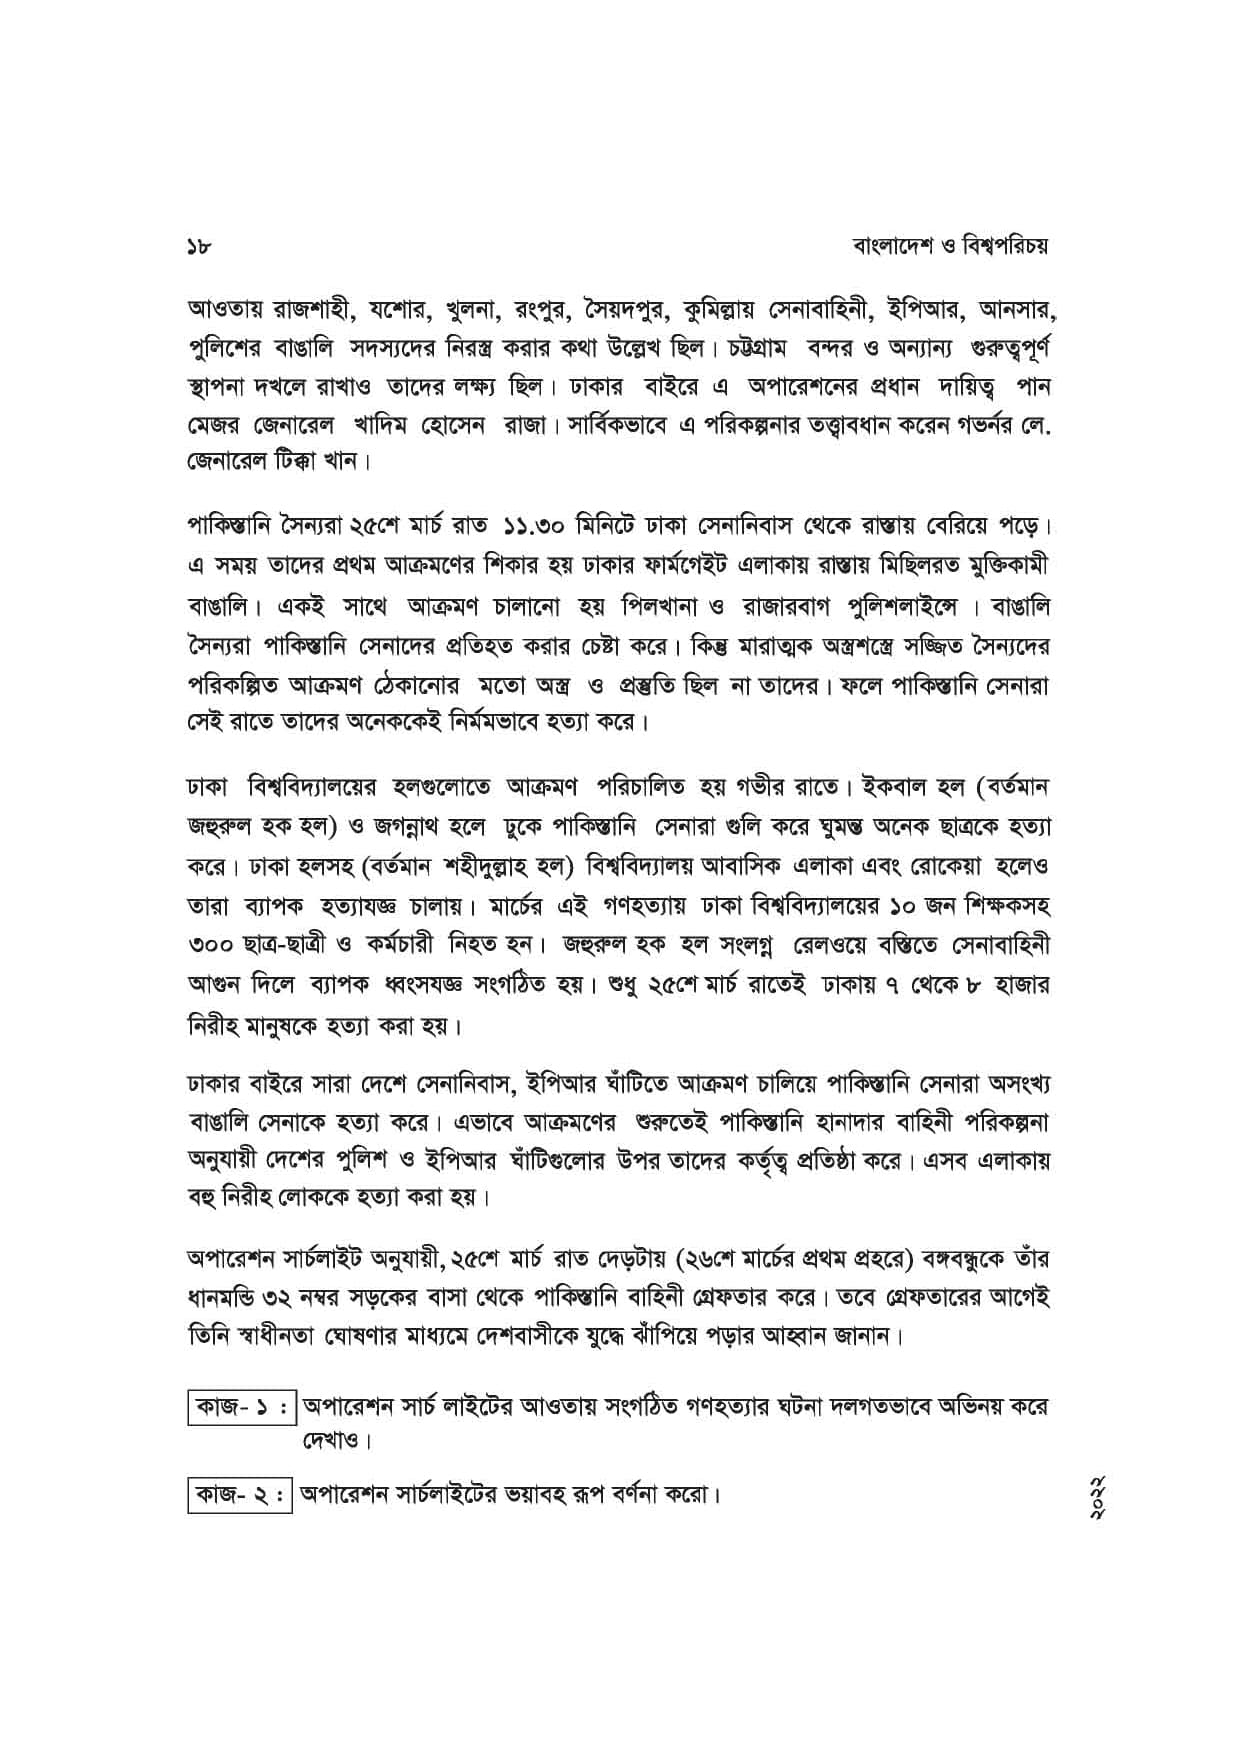 ১৮
বাংলাদেশ ও বিশ্বপরিচয়
আওতায় রাজশাহী, যশোর, খুলনা, রংপুর, সৈয়দপুর, কুমিল্লায় সেনাবাহিনী, ইপিআর, আনসার,
পুলিশের বাঙালি সদস্যদের নিরস্ত্র করার কথা উল্লেখ ছিল। চট্টগ্রাম বন্দর ও অন্যান্য গুরুত্বপূর্ণ
স্থাপনা দখলে রাখাও তাদের লক্ষ্য ছিল। ঢাকার বাইরে এ অপারেশনের প্রধান দায়িত্ব পান
মেজর জেনারেল খাদিম হোসেন রাজা। সার্বিকভাবে এ পরিকল্পনার তত্ত্বাবধান করেন গভর্নর লে.
জেনারেল টিক্কা খান।
পাকিস্তানি সৈন্যরা ২৫শে মার্চ রাত ১১.৩০ মিনিটে ঢাকা সেনানিবাস থেকে রাস্তায় বেরিয়ে পড়ে।
এ সময় তাদের প্রথম আক্রমণের শিকার হয় ঢাকার ফার্মগেইট এলাকায় রাস্তায় মিছিলরত মুক্তিকামী
বাঙালি। একই সাথে আক্রমণ চালানো হয় পিলখানা ও রাজারবাগ পুলিশলাইন্সে । বাঙালি
সৈন্যরা পাকিস্তানি সেনাদের প্রতিহত করার চেষ্টা করে। কিন্তু মারাত্মক অস্ত্রশস্ত্রে সজ্জিত সৈন্যদের
পরিকল্পিত আক্রমণ ঠেকানোর মতো অস্ত্র ও প্রস্তুতি ছিল না তাদের। ফলে পাকিস্তানি সেনারা
সেই রাতে তাদের অনেককেই নির্মমভাবে হত্যা করে।
ঢাকা বিশ্ববিদ্যালয়ের হলগুলোতে আক্রমণ পরিচালিত হয় গভীর রাতে। ইকবাল হল (বর্তমান
জহুরুল হক হল) ও জগন্নাথ হলে ঢুকে পাকিস্তানি সেনারা গুলি করে ঘুমন্ত অনেক ছাত্রকে হত্যা
করে। ঢাকা হলসহ (বর্তমান শহীদুল্লাহ হল) বিশ্ববিদ্যালয় আবাসিক এলাকা এবং রোকেয়া হলেও
তারা ব্যাপক হত্যাযজ্ঞ চালায়। মার্চের এই গণহত্যায় ঢাকা বিশ্ববিদ্যালয়ের ১০ জন শিক্ষকসহ
৩০০ ছাত্র-ছাত্রী ও কর্মচারী নিহত হন। জহুরুল হক হল সংলগ্ন রেলওয়ে বস্তিতে সেনাবাহিনী
আগুন দিলে ব্যাপক ধ্বংসযজ্ঞ সংগঠিত হয়। শুধু ২৫শে মার্চ রাতেই ঢাকায় ৭ থেকে ৮ হাজার
নিরীহ মানুষকে হত্যা করা হয়।
ঢাকার বাইরে সারা দেশে সেনানিবাস, ইপিআর ঘাঁটিতে আক্রমণ চালিয়ে পাকিস্তানি সেনারা অসংখ্য
বাঙালি সেনাকে হত্যা করে। এভাবে আক্রমণের শুরুতেই পাকিস্তানি হানাদার বাহিনী পরিকল্পনা
অনুযায়ী দেশের পুলিশ ও ইপিআর ঘাঁটিগুলোর উপর তাদের কর্তৃত্ব প্রতিষ্ঠা করে। এসব এলাকায়
বহু নিরীহ লোককে হত্যা করা হয়।
অপারেশন সার্চলাইট অনুযায়ী, ২৫শে মার্চ রাত দেড়টায় (২৬শে মার্চের প্রথম প্রহরে) বঙ্গবন্ধুকে তাঁর
ধানমন্ডি ৩২ নম্বর সড়কের বাসা থেকে পাকিস্তানি বাহিনী গ্রেফতার করে। তবে গ্রেফতারের আগেই
তিনি স্বাধীনতা ঘোষণার মাধ্যমে দেশবাসীকে যুদ্ধে ঝাঁপিয়ে পড়ার আহ্বান জানান।
কাজ- ১ : অপারেশন সার্চ লাইটের আওতায় সংগঠিত গণহত্যার ঘটনা দলগতভাবে অভিনয় করে
দেখাও।
কাজ- ২ : অপারেশন সার্চলাইটের ভয়াবহ রূপ বর্ণনা করো।
২০২২